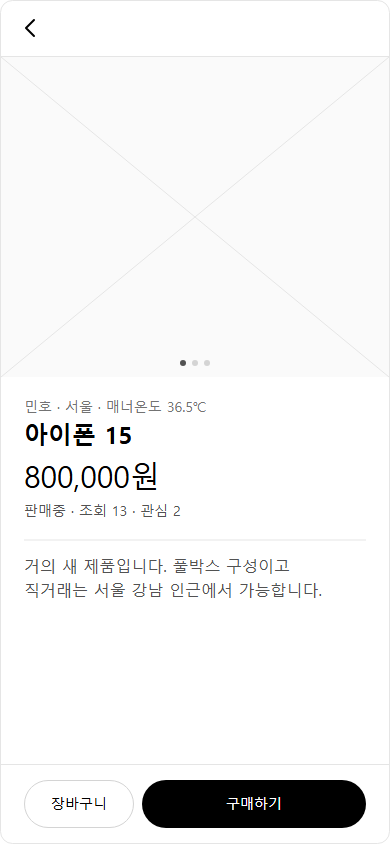 민호 · 서울 · 매너온도 36.5℃
아이폰 15
800,000원
판매중 · 조회 13 · 관심 2
거의 새 제품입니다. 풀박스 구성이고
직거래는 서울 강남 인근에서 가능합니다.
장바구니
구매하기